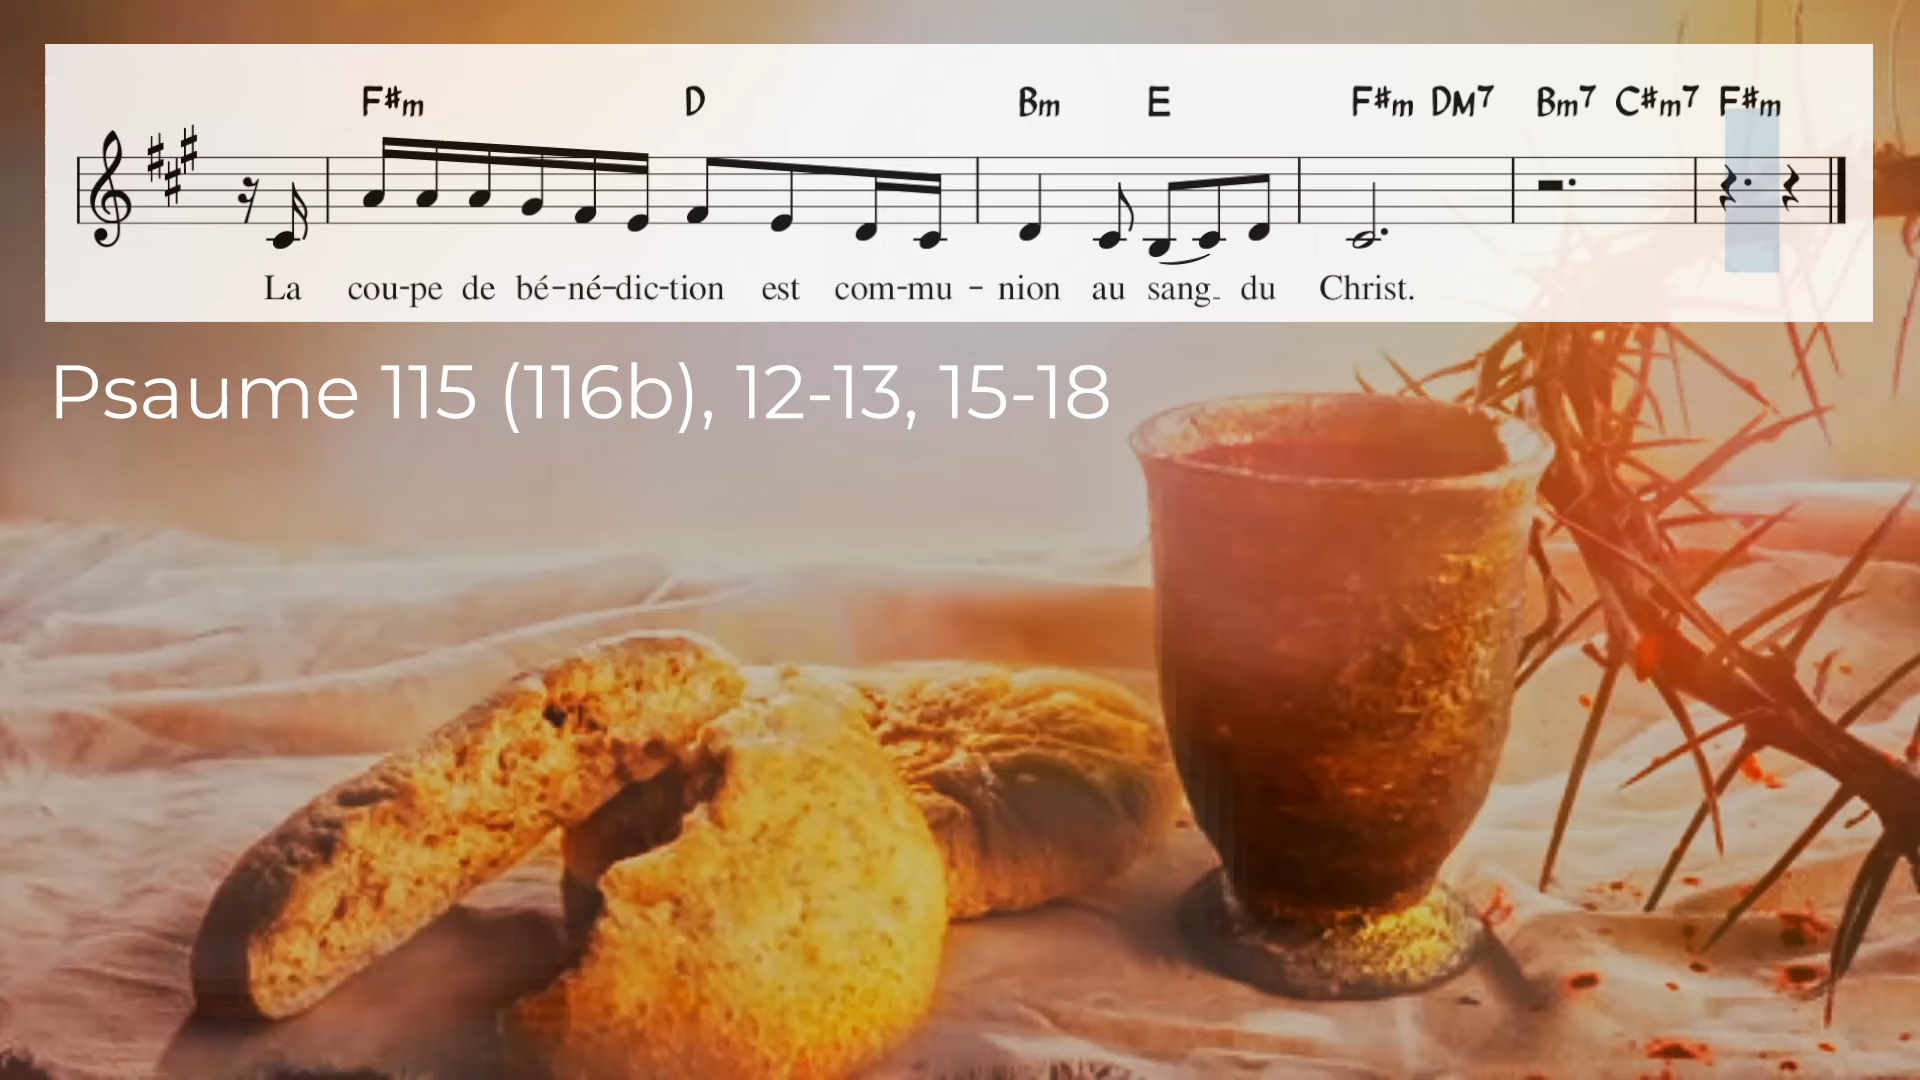 F#m D Bm E F#m DM7 Bm7 C#m7 F#m
La cou-pe de bé-né-dic-tion est com-mu-nion au sang_ du Christ.
Psaume 115 (116b), 12-13, 15-18